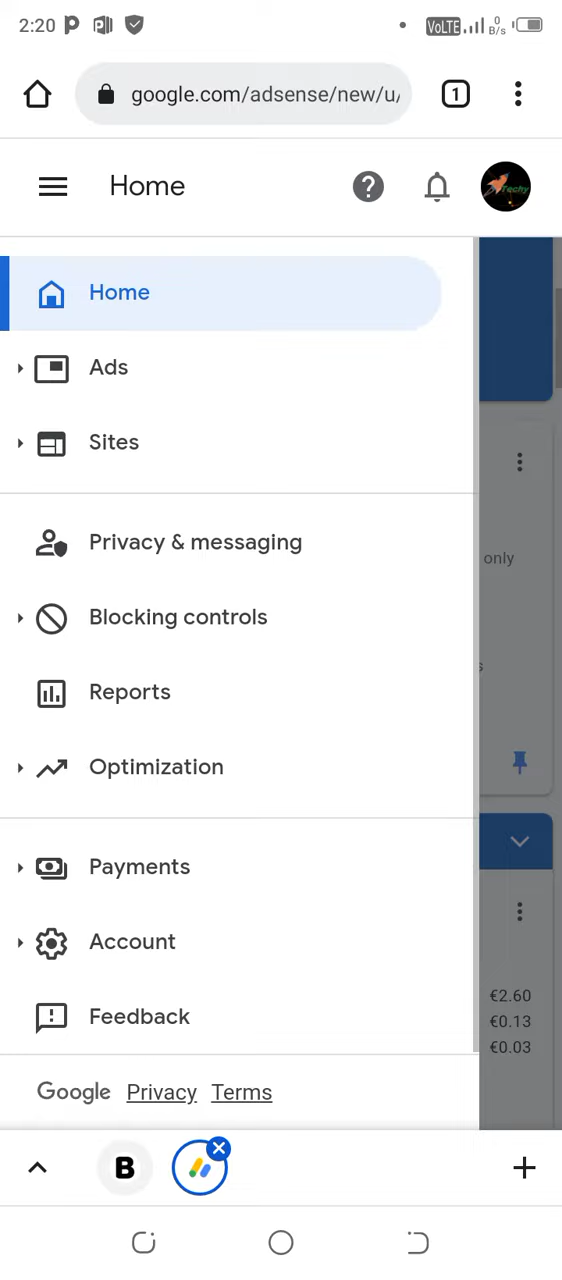 2:20 VoLTE 0 B/s
google.com/adsense/new/u/ 1
Home Techy
Home
Ads
Sites
Privacy & messaging
only
Blocking controls
s
Reports
Optimization
Payments
Account
€2.60
€0.13
€0.03
Feedback
Google Privacy Terms
B